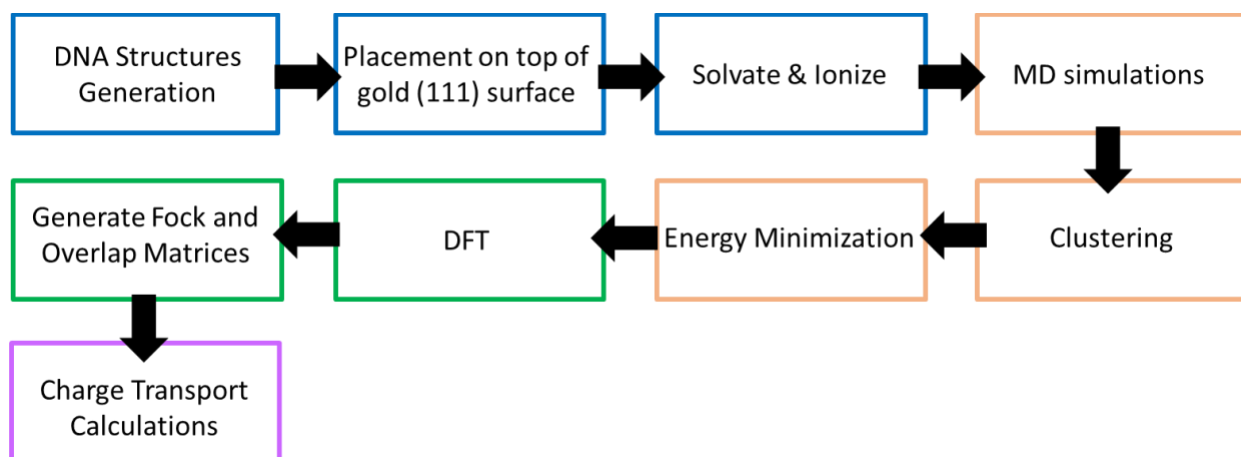 DNA Structures
Generation
Placement on top of
gold (111) surface
Solvate & Ionize
MD simulations
Clustering
Energy Minimization
DFT
Generate Fock and
Overlap Matrices
Charge Transport
Calculations